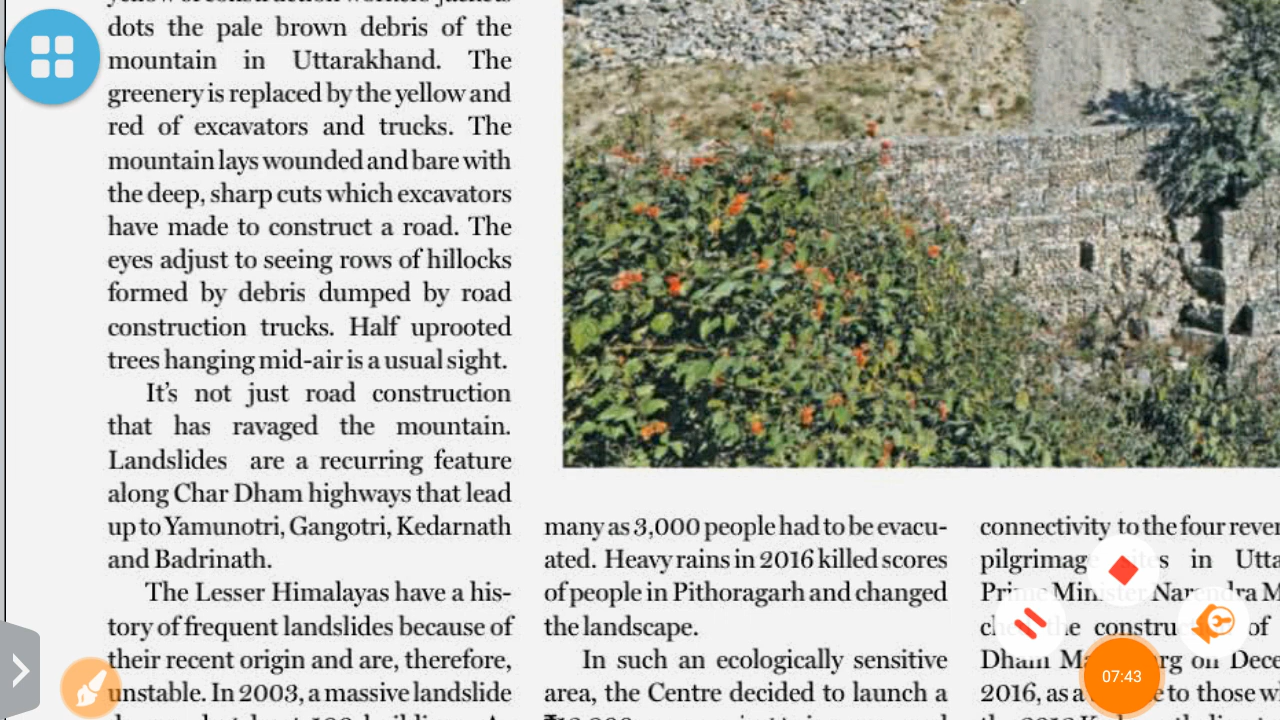 dots the pale brown debris of the
mountain in Uttarakhand. The
greenery is replaced by the yellow and
red of excavators and trucks. The
mountain lays wounded and bare with
the deep, sharp cuts which excavators
have made to construct a road. The
eyes adjust to seeing rows of hillocks
formed by debris dumped by road
construction trucks. Half uprooted
trees hanging mid-air is a usual sight.
It's not just road construction
that has ravaged the mountain.
Landslides are a recurring feature
along Char Dham highways that lead
up to Yamunotri, Gangotri, Kedarnath
and Badrinath.
The Lesser Himalayas have a his-
tory of frequent landslides because of
their recent origin and are, therefore,
unstable. In 2003, a massive landslide
many as 3,000 people had to be evacu-
ated. Heavy rains in 2016 killed scores
of people in Pithoragarh and changed
the landscape.
In such an ecologically sensitive
area, the Centre decided to launch a
connectivity to the four
pilgrimage in
Prime Minister Narendra
the of
Dham on
2016, as a to those
07:43